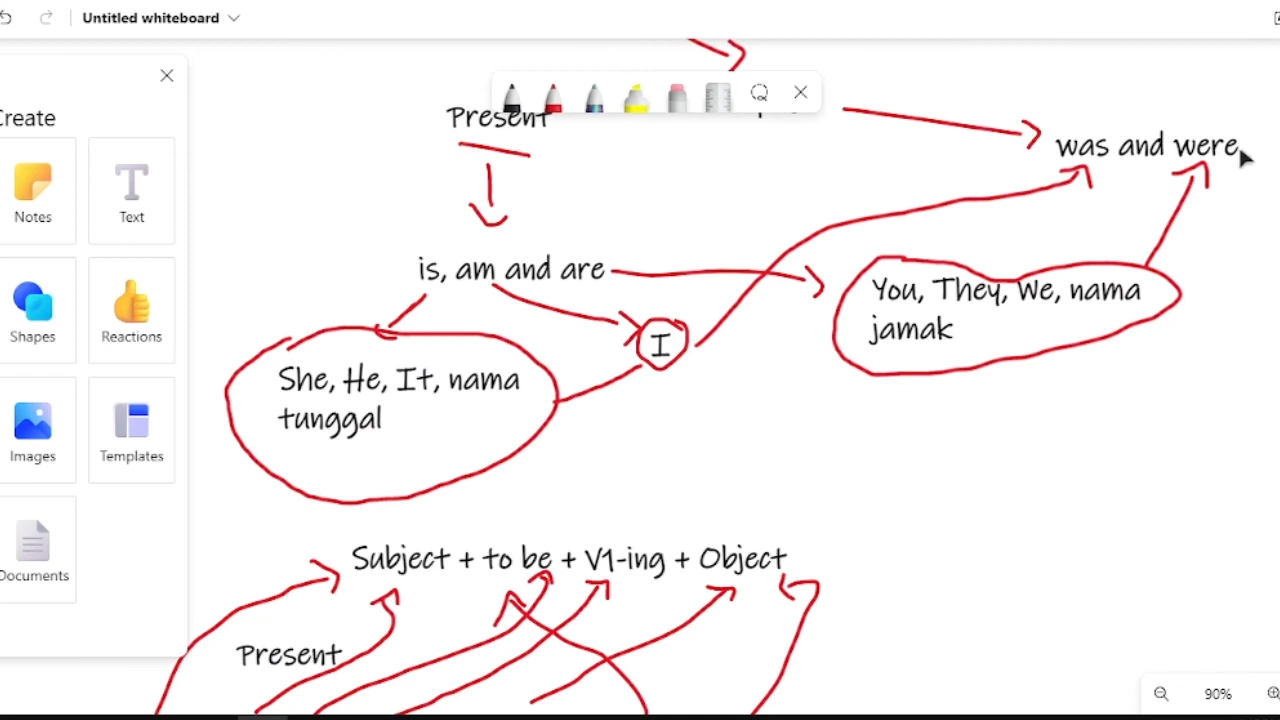 Untitled whiteboard
Create
Notes
Text
Shapes
Reactions
Images
Templates
Documents
Present
was and were
is, am and are
You, They, We, nama
jamak
I
She, He, It, nama
tunggal
Subject + to be + V1-ing + Object
Present
90%